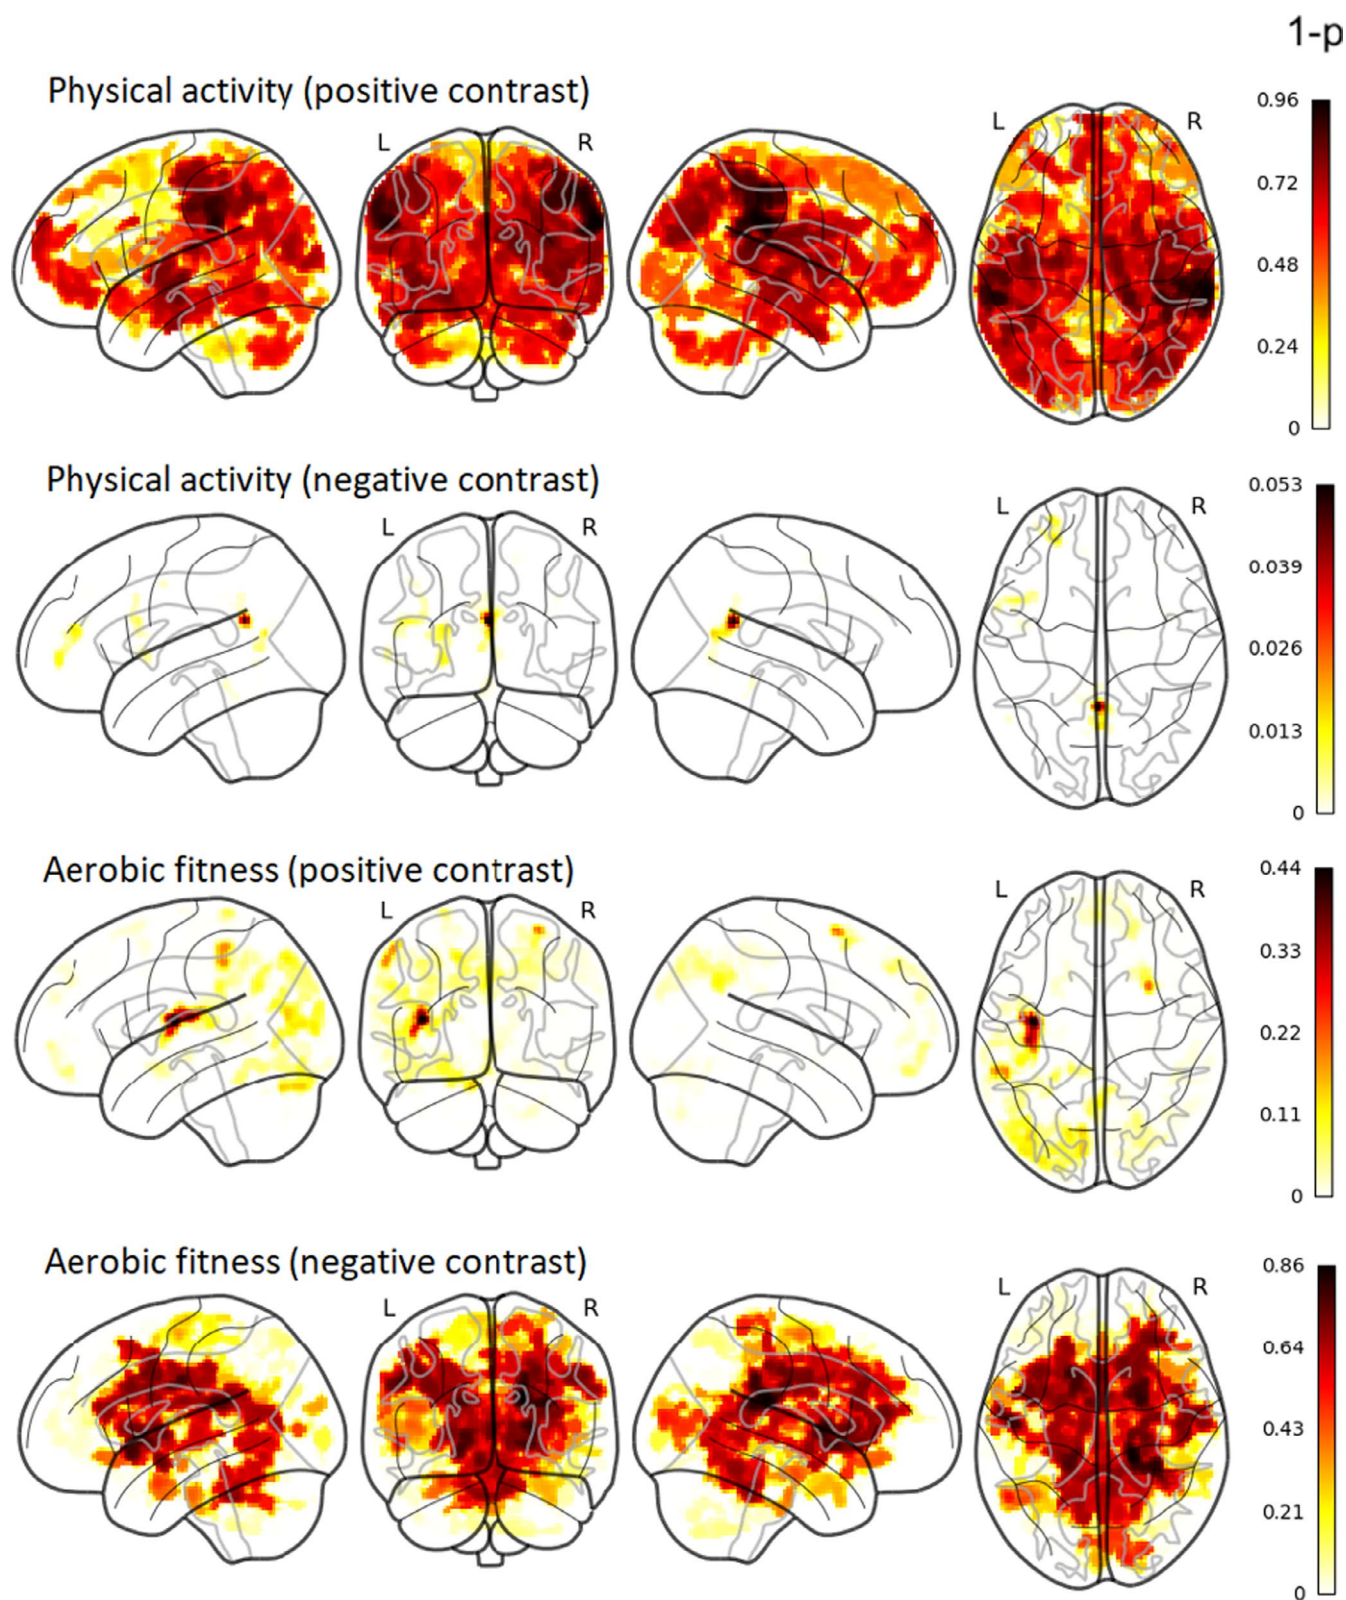 1-p
Physical activity (positive contrast)
L R L R
0.96
0.72
0.48
0.24
0
Physical activity (negative contrast)
L R L R
0.053
0.039
0.026
0.013
0
Aerobic fitness (positive contrast)
L R L R
0.44
0.33
0.22
0.11
0
Aerobic fitness (negative contrast)
L R L R
0.86
0.64
0.43
0.21
0